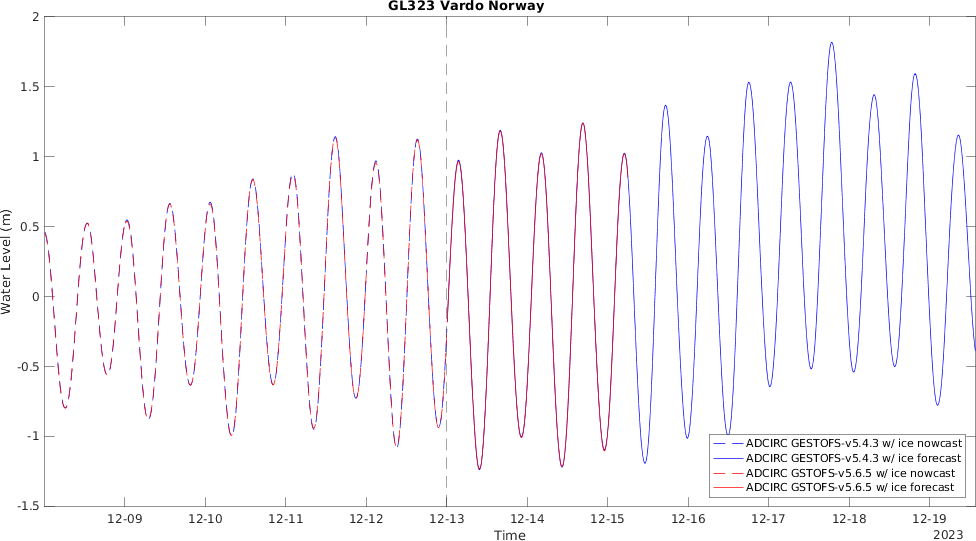 GL323 Vardo Norway
2
1.5
1
0.5
0
-0.5
-1
-1.5
Water Level (m)
ADCIRC GESTOFS-v5.4.3 w/ ice nowcast
ADCIRC GESTOFS-v5.4.3 w/ ice forecast
ADCIRC GSTOFS-v5.6.5 w/ ice nowcast
ADCIRC GSTOFS-v5.6.5 w/ ice forecast
12-09 12-10 12-11 12-12 12-13 12-14 12-15 12-16 12-17 12-18 12-19
Time
2023